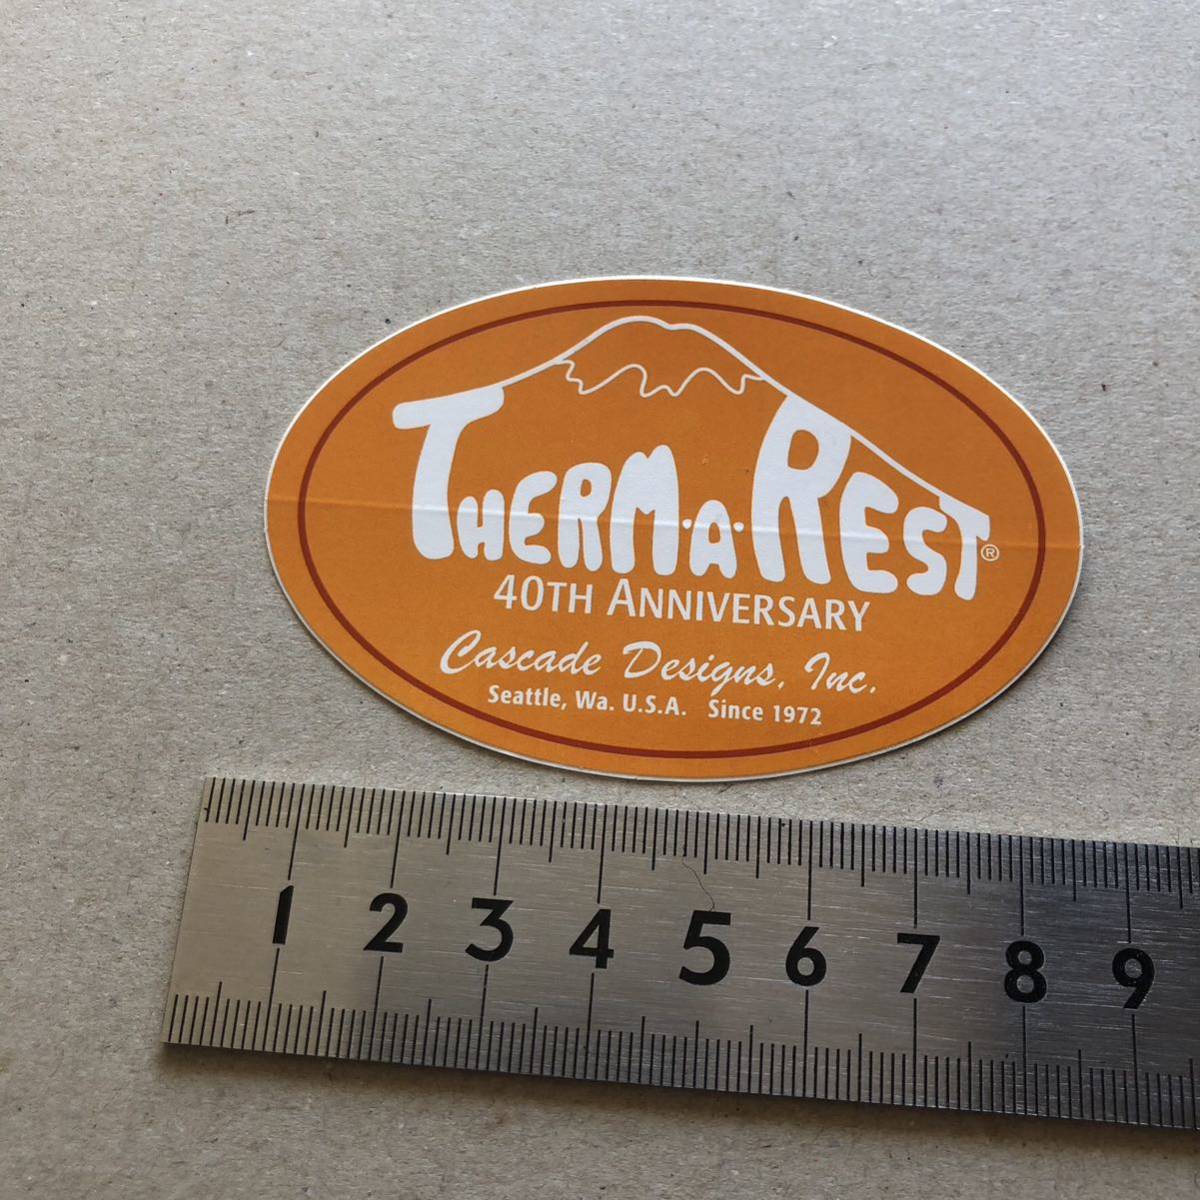 THERM·A·REST®
40TH ANNIVERSARY
Cascade Designs, Inc.
Seattle, Wa. U.S.A. Since 1972
1 2 3 4 5 6 7 8 9